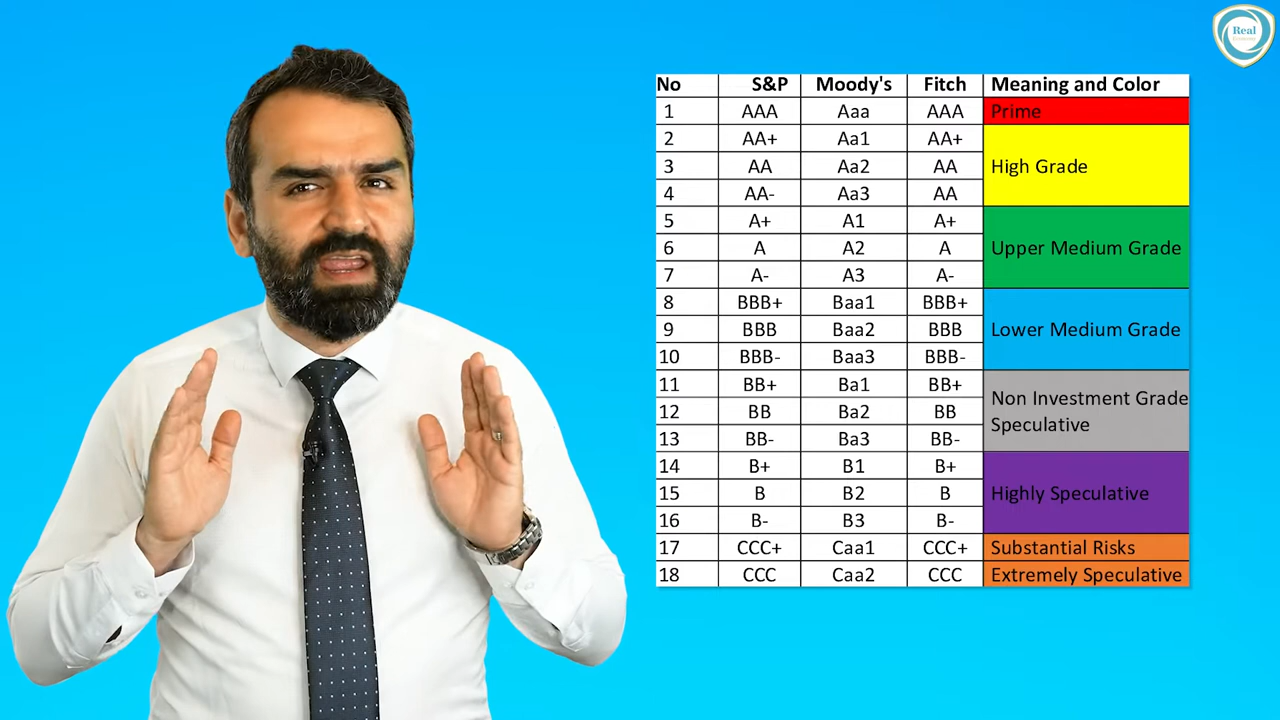 Real
No S&P Moody's Fitch Meaning and Color
1 AAA Aaa AAA Prime
2 AA+ Aa1 AA+
3 AA Aa2 AA High Grade
4 AA- Aa3 AA
5 A+ A1 A+
6 A A2 A Upper Medium Grade
7 A- A3 A-
8 BBB+ Baa1 BBB+
9 BBB Baa2 BBB Lower Medium Grade
10 BBB- Baa3 BBB-
11 BB+ Ba1 BB+
12 BB Ba2 BB Non Investment Grade
Speculative
13 BB- Ba3 BB-
14 B+ B1 B+
15 B B2 B Highly Speculative
16 B- B3 B-
17 CCC+ Caa1 CCC+ Substantial Risks
18 CCC Caa2 CCC Extremely Speculative